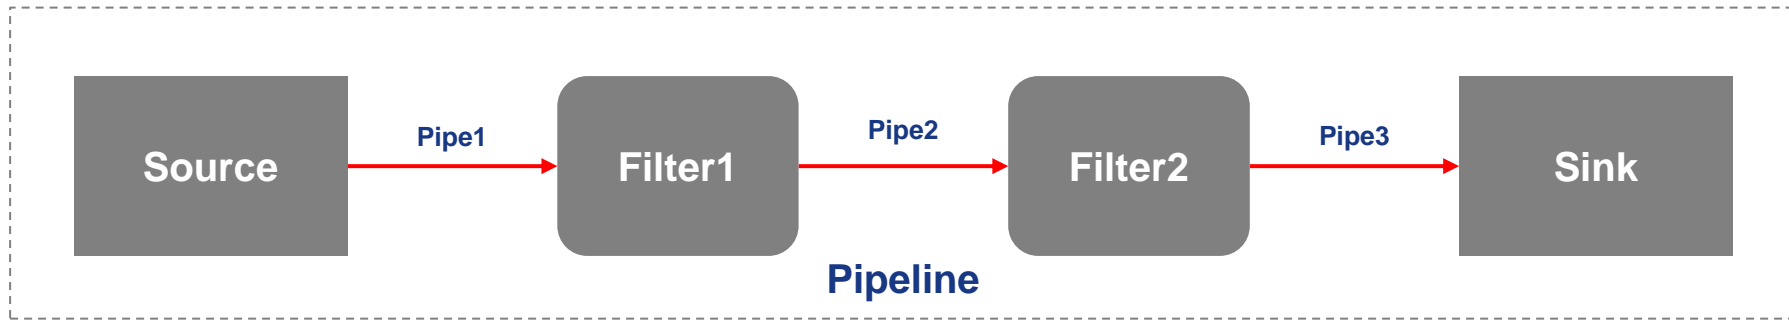 Source
Pipe1
Filter1
Pipe2
Filter2
Pipe3
Sink
Pipeline